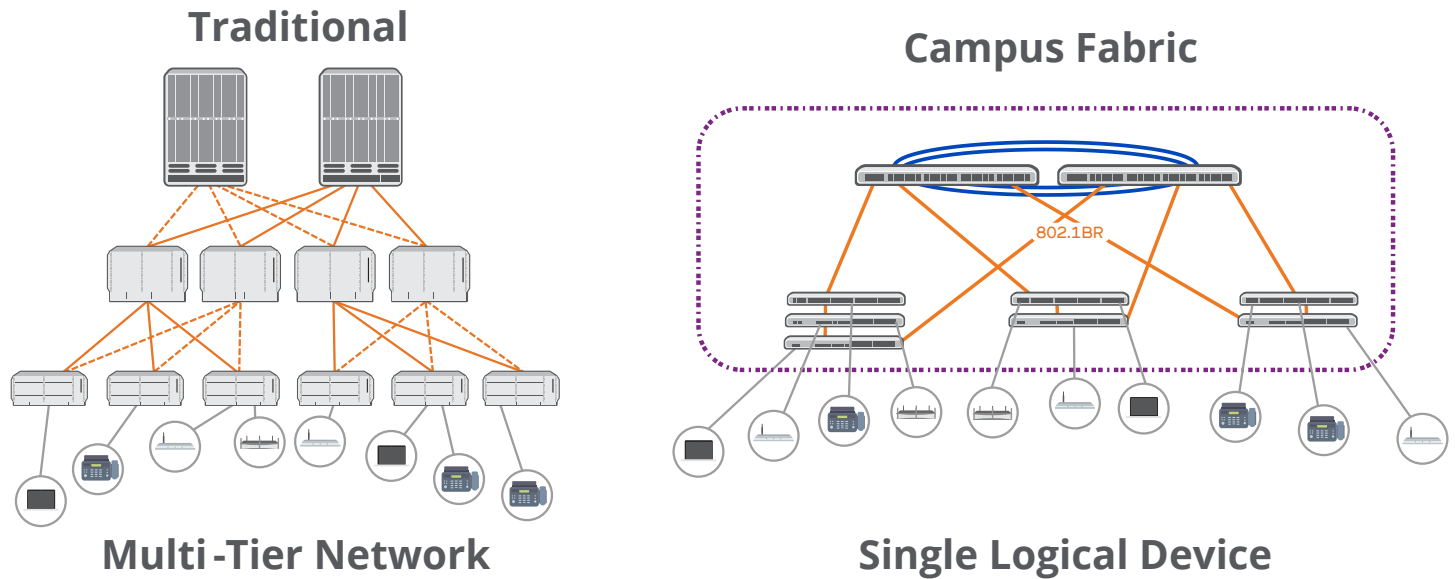 Traditional
Campus Fabric
802.1BR
Multi-Tier Network
Single Logical Device